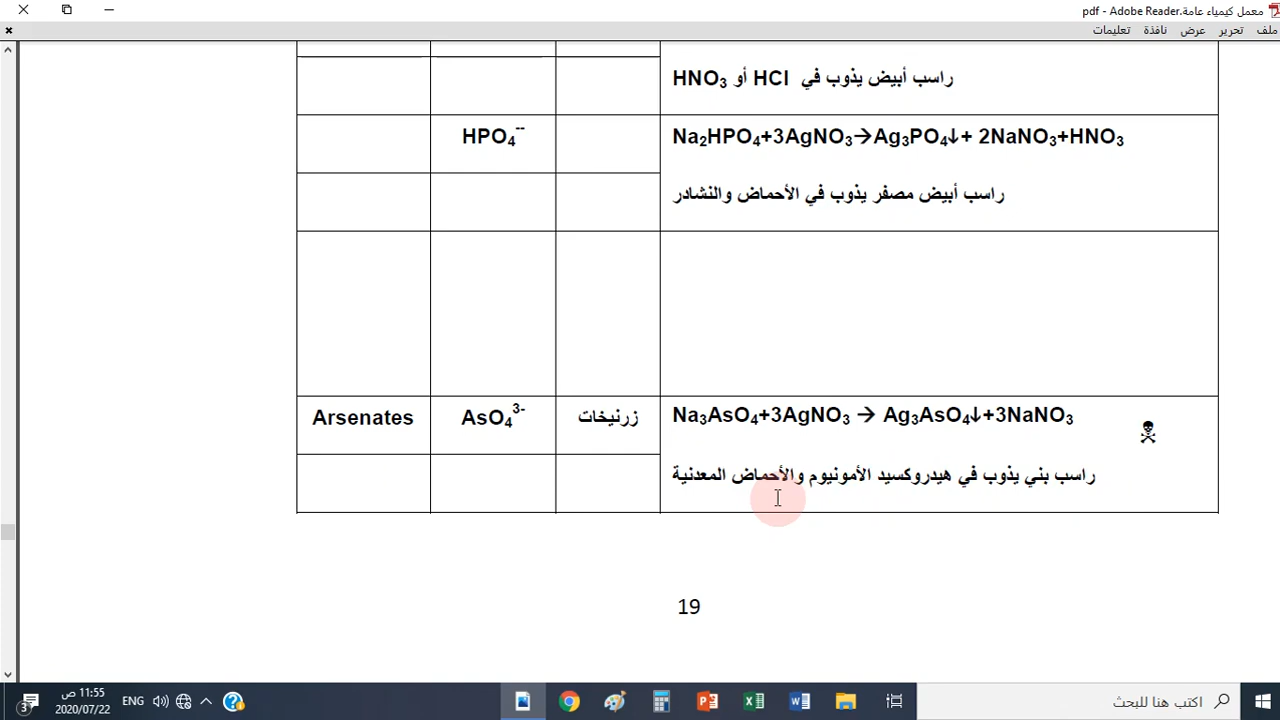 معمل كيمياء عامة.pdf - Adobe Reader
ملف تحرير عرض نافذة تعليمات
راسب أبيض يذوب في HCl أو HNO₃
HPO₄⁻⁻ Na₂HPO₄+3AgNO₃→Ag₃PO₄↓+ 2NaNO₃+HNO₃
راسب أبيض مصفر يذوب في الأحماض والنشادر
Arsenates AsO₄³⁻ زرنيخات Na₃AsO₄+3AgNO₃ → Ag₃AsO₄↓+3NaNO₃
راسب بني يذوب في هيدروكسيد الأمونيوم والأحماض المعدنية
19
3 11:55 ص ENG اكتب هنا للبحث
2020/07/22